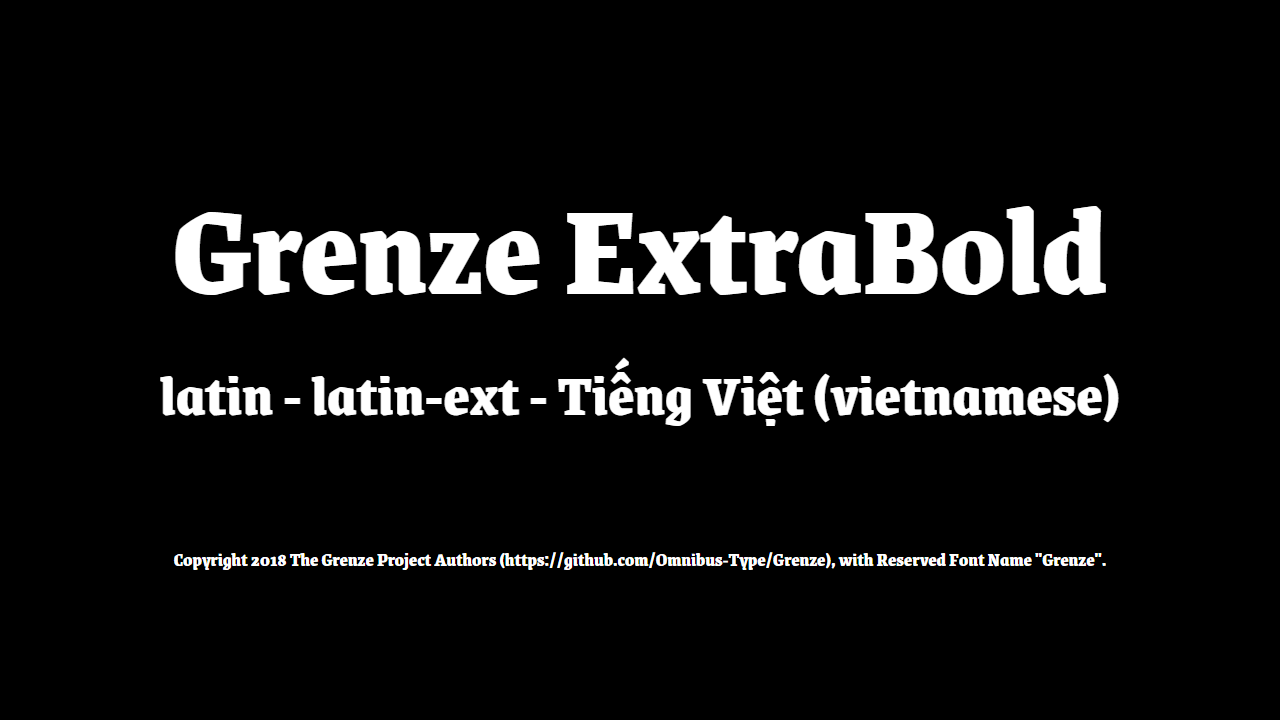 Grenze ExtraBold
latin - latin-ext - Tiếng Việt (vietnamese)
Copyright 2018 The Grenze Project Authors (https://github.com/Omnibus-Type/Grenze), with Reserved Font Name "Grenze".